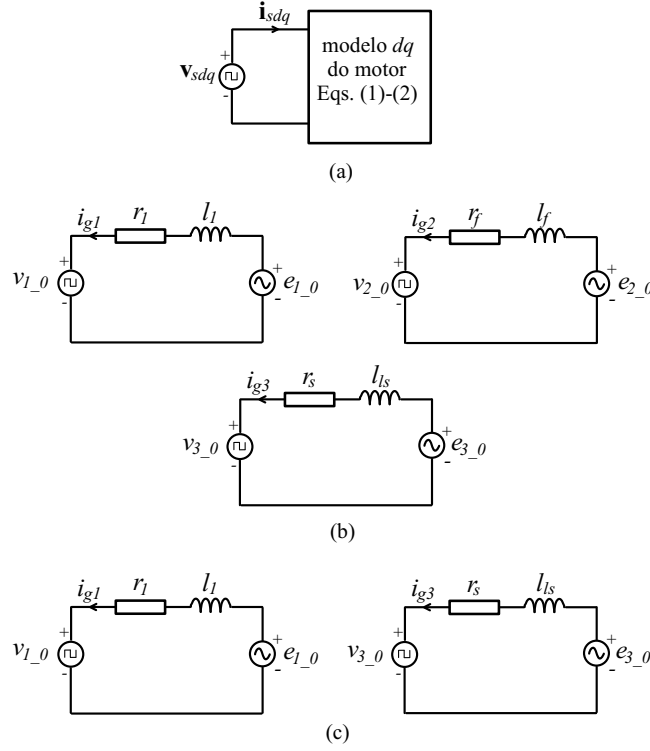 i_sdq
+
v_sdq
-
modelo dq
do motor
Eqs. (1)-(2)
(a)
i_g1 r_1 l_1
+ +
v_1_0 e_1_0
- -
i_g2 r_f l_f
+ +
v_2_0 e_2_0
- -
i_g3 r_s l_ls
+ +
v_3_0 e_3_0
- -
(b)
i_g1 r_1 l_1
+ +
v_1_0 e_1_0
- -
i_g3 r_s l_ls
+ +
v_3_0 e_3_0
- -
(c)